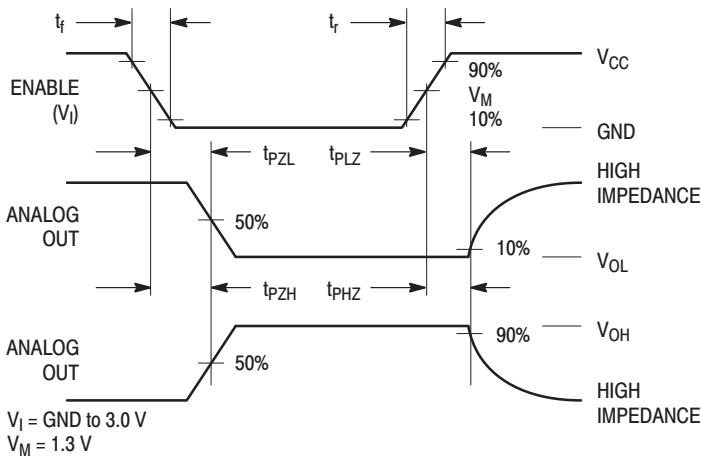 tf
tr
ENABLE
(VI)
90%
VM
10%
VCC
GND
tPZL
tPLZ
HIGH
IMPEDANCE
ANALOG
OUT
50%
10%
VOL
tPZH
tPHZ
ANALOG
OUT
50%
90%
VOH
HIGH
IMPEDANCE
VI = GND to 3.0 V
VM = 1.3 V